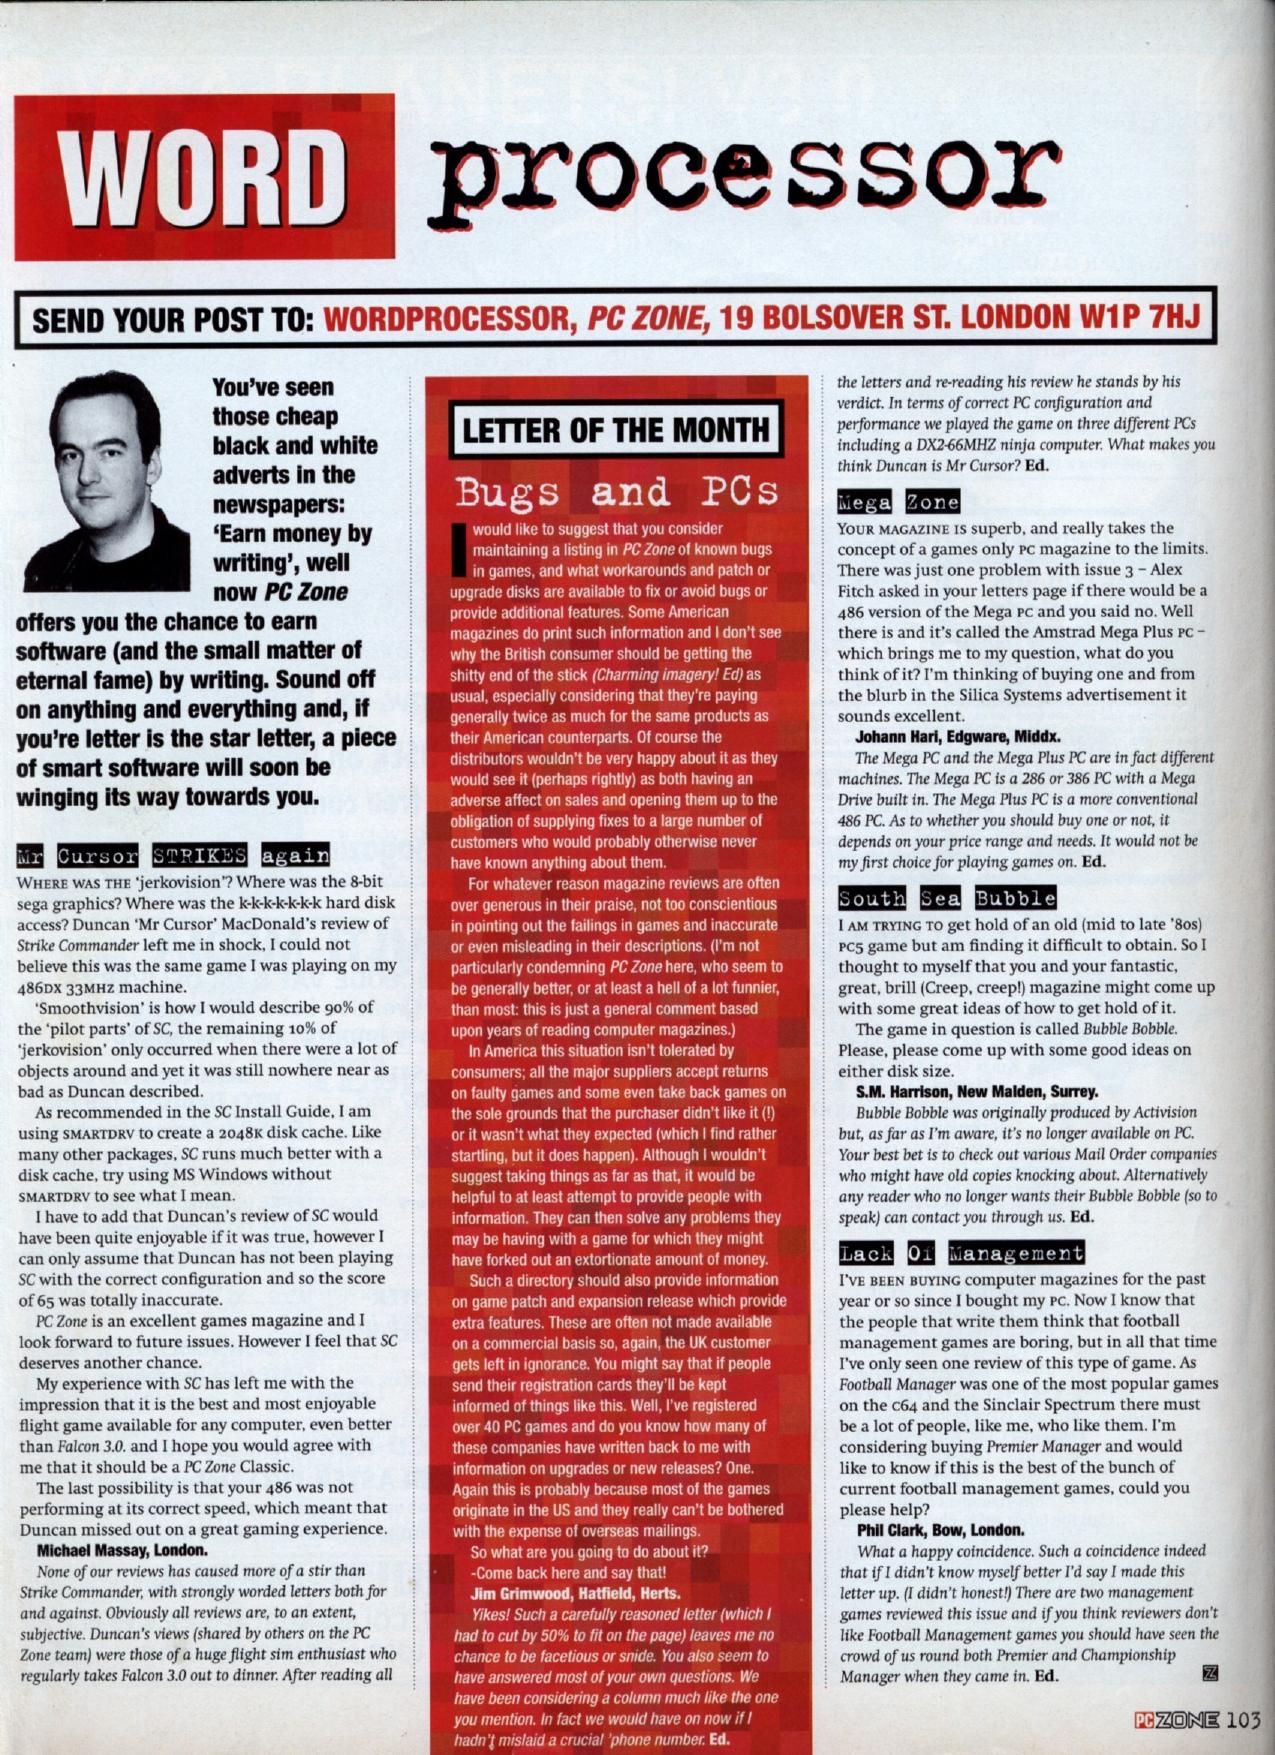 WORD processor
SEND YOUR POST TO: WORDPROCESSOR, PC ZONE, 19 BOLSOVER ST. LONDON W1P 7HJ
You've seen
those cheap
black and white
adverts in the
newspapers:
'Earn money by
writing', well
now PC Zone
offers you the chance to earn
software (and the small matter of
eternal fame) by writing. Sound off
on anything and everything and, if
you're letter is the star letter, a piece
of smart software will soon be
winging its way towards you.
Mr Cursor STRIKES again
WHERE WAS THE 'jerkovision'? Where was the 8-bit
sega graphics? Where was the k-k-k-k-k-k-k hard disk
access? Duncan 'Mr Cursor' MacDonald's review of
Strike Commander left me in shock, I could not
believe this was the same game I was playing on my
486DX 33MHZ machine.
'Smoothvision' is how I would describe 90% of
the 'pilot parts' of SC, the remaining 10% of
'jerkovision' only occurred when there were a lot of
objects around and yet it was still nowhere near as
bad as Duncan described.
As recommended in the SC Install Guide, I am
using SMARTDRV to create a 2048K disk cache. Like
many other packages, SC runs much better with a
disk cache, try using MS Windows without
SMARTDRV to see what I mean.
I have to add that Duncan's review of SC would
have been quite enjoyable if it was true, however I
can only assume that Duncan has not been playing
SC with the correct configuration and so the score
of 65 was totally inaccurate.
PC Zone is an excellent games magazine and I
look forward to future issues. However I feel that SC
deserves another chance.
My experience with SC has left me with the
impression that it is the best and most enjoyable
flight game available for any computer, even better
than Falcon 3.0. and I hope you would agree with
me that it should be a PC Zone Classic.
The last possibility is that your 486 was not
performing at its correct speed, which meant that
Duncan missed out on a great gaming experience.
Michael Massay, London.
None of our reviews has caused more of a stir than
Strike Commander, with strongly worded letters both for
and against. Obviously all reviews are, to an extent,
subjective. Duncan's views (shared by others on the PC
Zone team) were those of a huge flight sim enthusiast who
regularly takes Falcon 3.0 out to dinner. After reading all
LETTER OF THE MONTH
Bugs and PCs
I would like to suggest that you consider
maintaining a listing in PC Zone of known bugs
in games, and what workarounds and patch or
upgrade disks are available to fix or avoid bugs or
provide additional features. Some American
magazines do print such information and I don't see
why the British consumer should be getting the
shitty end of the stick (Charming imagery! Ed) as
usual, especially considering that they're paying
generally twice as much for the same products as
their American counterparts. Of course the
distributors wouldn't be very happy about it as they
would see it (perhaps rightly) as both having an
adverse affect on sales and opening them up to the
obligation of supplying fixes to a large number of
customers who would probably otherwise never
have known anything about them.
For whatever reason magazine reviews are often
over generous in their praise, not too conscientious
in pointing out the failings in games and inaccurate
or even misleading in their descriptions. (I'm not
particularly condemning PC Zone here, who seem to
be generally better, or at least a hell of a lot funnier,
than most: this is just a general comment based
upon years of reading computer magazines.)
In America this situation isn't tolerated by
consumers; all the major suppliers accept returns
on faulty games and some even take back games on
the sole grounds that the purchaser didn't like it (!)
or it wasn't what they expected (which I find rather
startling, but it does happen). Although I wouldn't
suggest taking things as far as that, it would be
helpful to at least attempt to provide people with
information. They can then solve any problems they
may be having with a game for which they might
have forked out an extortionate amount of money.
Such a directory should also provide information
on game patch and expansion release which provide
extra features. These are often not made available
on a commercial basis so, again, the UK customer
gets left in ignorance. You might say that if people
send their registration cards they'll be kept
informed of things like this. Well, I've registered
over 40 PC games and do you know how many of
these companies have written back to me with
information on upgrades or new releases? One.
Again this is probably because most of the games
originate in the US and they really can't be bothered
with the expense of overseas mailings.
So what are you going to do about it?
-Come back here and say that!
Jim Grimwood, Hatfield, Herts.
Yikes! Such a carefully reasoned letter (which I
had to cut by 50% to fit on the page) leaves me no
chance to be facetious or snide. You also seem to
have answered most of your own questions. We
have been considering a column much like the one
you mention. In fact we would have on now if I
hadn't mislaid a crucial 'phone number. Ed.
the letters and re-reading his review he stands by his
verdict. In terms of correct PC configuration and
performance we played the game on three different PCs
including a DX2-66MHZ ninja computer. What makes you
think Duncan is Mr Cursor? Ed.
Mega Zone
YOUR MAGAZINE IS superb, and really takes the
concept of a games only PC magazine to the limits.
There was just one problem with issue 3 – Alex
Fitch asked in your letters page if there would be a
486 version of the Mega PC and you said no. Well
there is and it's called the Amstrad Mega Plus PC –
which brings me to my question, what do you
think of it? I'm thinking of buying one and from
the blurb in the Silica Systems advertisement it
sounds excellent.
Johann Hari, Edgware, Middx.
The Mega PC and the Mega Plus PC are in fact different
machines. The Mega PC is a 286 or 386 PC with a Mega
Drive built in. The Mega Plus PC is a more conventional
486 PC. As to whether you should buy one or not, it
depends on your price range and needs. It would not be
my first choice for playing games on. Ed.
South Sea Bubble
I AM TRYING TO get hold of an old (mid to late '80s)
PC5 game but am finding it difficult to obtain. So I
thought to myself that you and your fantastic,
great, brill (Creep, creep!) magazine might come up
with some great ideas of how to get hold of it.
The game in question is called Bubble Bobble.
Please, please come up with some good ideas on
either disk size.
S.M. Harrison, New Malden, Surrey.
Bubble Bobble was originally produced by Activision
but, as far as I'm aware, it's no longer available on PC.
Your best bet is to check out various Mail Order companies
who might have old copies knocking about. Alternatively
any reader who no longer wants their Bubble Bobble (so to
speak) can contact you through us. Ed.
Lack Of Management
I'VE BEEN BUYING computer magazines for the past
year or so since I bought my PC. Now I know that
the people that write them think that football
management games are boring, but in all that time
I've only seen one review of this type of game. As
Football Manager was one of the most popular games
on the C64 and the Sinclair Spectrum there must
be a lot of people, like me, who like them. I'm
considering buying Premier Manager and would
like to know if this is the best of the bunch of
current football management games, could you
please help?
Phil Clark, Bow, London.
What a happy coincidence. Such a coincidence indeed
that if I didn't know myself better I'd say I made this
letter up. (I didn't honest!) There are two management
games reviewed this issue and if you think reviewers don't
like Football Management games you should have seen the
crowd of us round both Premier and Championship
Manager when they came in. Ed.
Z
PC ZONE 103